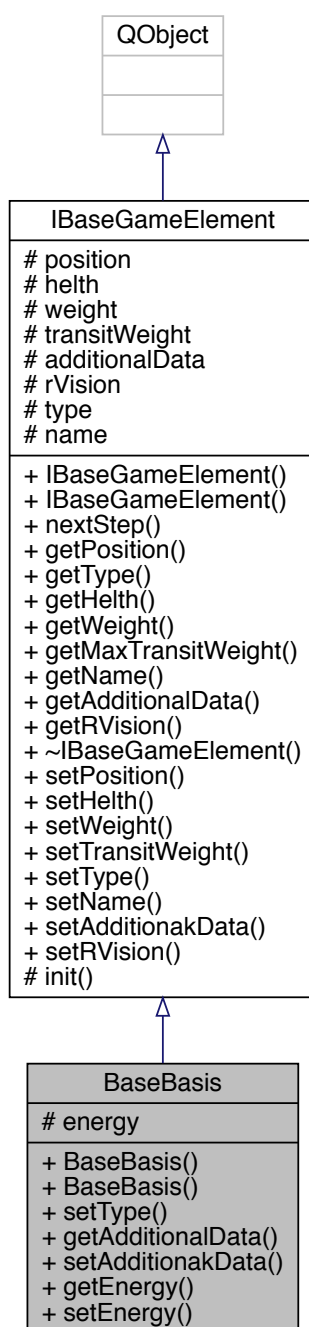 QObject
IBaseGameElement
# position
# helth
# weight
# transitWeight
# additionalData
# rVision
# type
# name
+ IBaseGameElement()
+ IBaseGameElement()
+ nextStep()
+ getPosition()
+ getType()
+ getHelth()
+ getWeight()
+ getMaxTransitWeight()
+ getName()
+ getAdditionalData()
+ getRVision()
+ ~IBaseGameElement()
+ setPosition()
+ setHelth()
+ setWeight()
+ setTransitWeight()
+ setType()
+ setName()
+ setAdditionakData()
+ setRVision()
# init()
BaseBasis
# energy
+ BaseBasis()
+ BaseBasis()
+ setType()
+ getAdditionalData()
+ setAdditionakData()
+ getEnergy()
+ setEnergy()